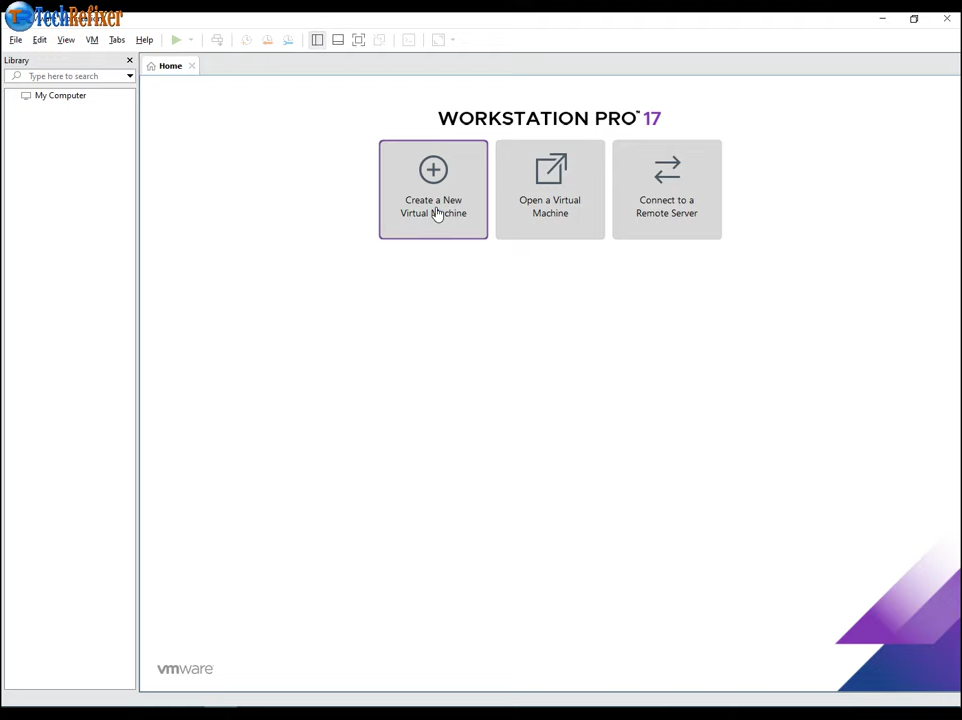 TechRefixer
File Edit View VM Tabs Help
Library
Home
Type here to search
My Computer
WORKSTATION PRO™ 17
Create a New
Virtual Machine
Open a Virtual
Machine
Connect to a
Remote Server
vmware